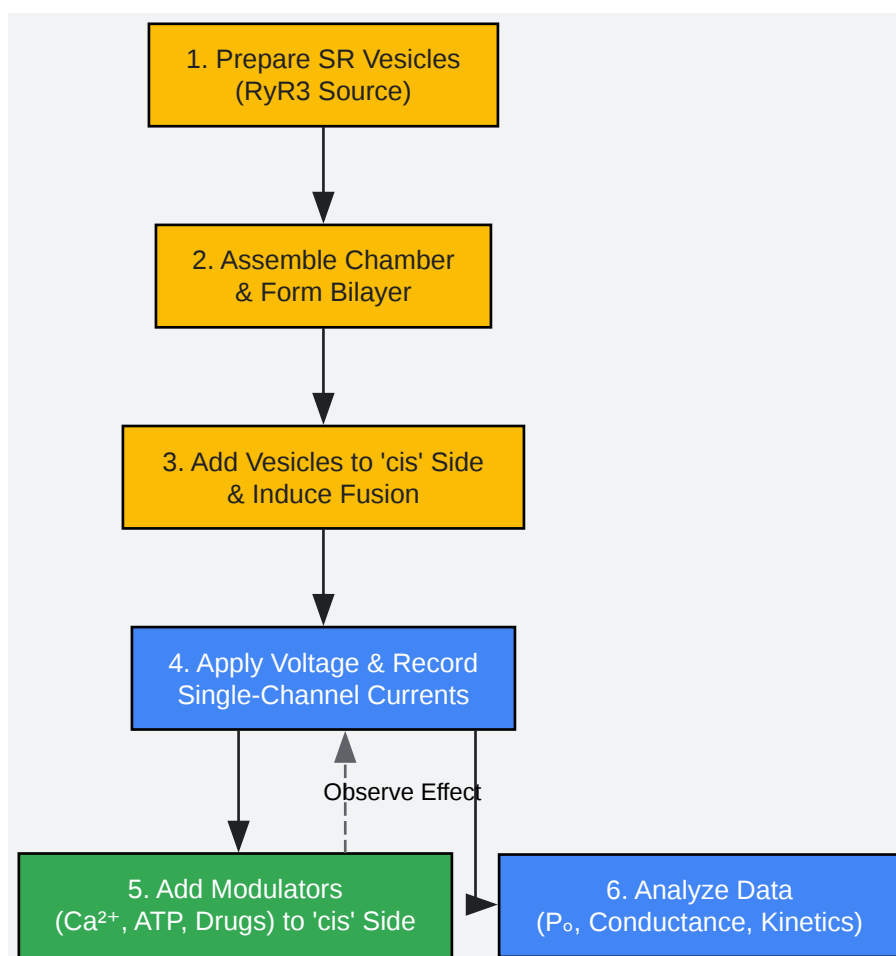 1. Prepare SR Vesicles
(RyR3 Source)
2. Assemble Chamber
& Form Bilayer
3. Add Vesicles to 'cis' Side
& Induce Fusion
4. Apply Voltage & Record
Single-Channel Currents
Observe Effect
5. Add Modulators
(Ca²⁺, ATP, Drugs) to 'cis' Side
6. Analyze Data
(Pₒ, Conductance, Kinetics)